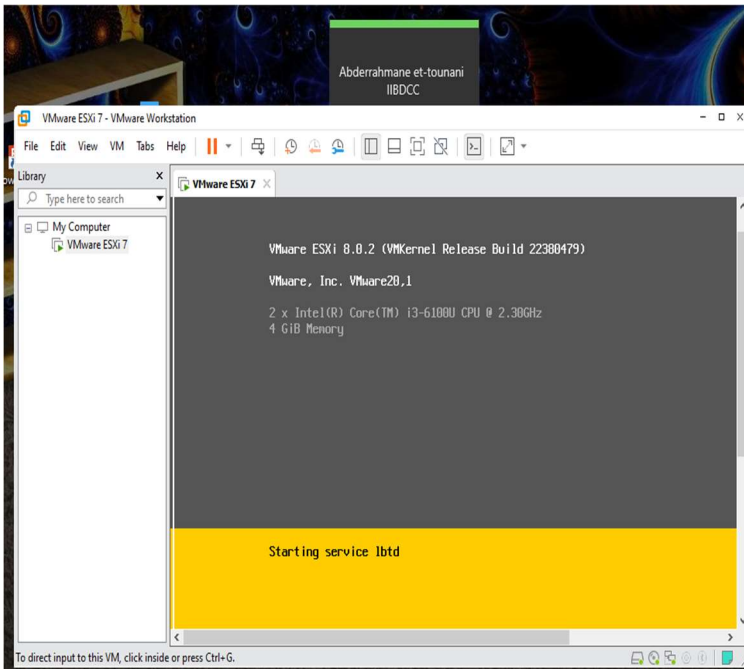 Abderrahmane et-tounani
IIBDCC
VMware ESXi 7 - VMware Workstation
File Edit View VM Tabs Help
Library
Type here to search
My Computer
VMware ESXi 7
VMware ESXi 7
VMware ESXi 8.0.2 (VMKernel Release Build 22380479)
VMware, Inc. VMware20,1
2 x Intel(R) Core(TM) i3-6100U CPU @ 2.30GHz
4 GiB Memory
Starting service lbtd
To direct input to this VM, click inside or press Ctrl+G.